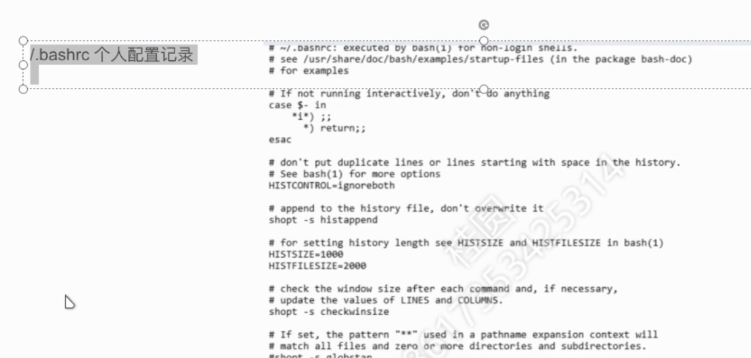 /.bashrc 个人配置记录
# ~/.bashrc: executed by bash(1) for non-login shells.
# see /usr/share/doc/bash/examples/startup-files (in the package bash-doc)
# for examples
# If not running interactively, don't do anything
case $- in
*i*) ;;
*) return;;
esac
# don't put duplicate lines or lines starting with space in the history.
# See bash(1) for more options
HISTCONTROL=ignoreboth
# append to the history file, don't overwrite it
shopt -s histappend
# for setting history length see HISTSIZE and HISTFILESIZE in bash(1)
HISTSIZE=1000
HISTFILESIZE=2000
# check the window size after each command and, if necessary,
# update the values of LINES and COLUMNS.
shopt -s checkwinsize
# If set, the pattern "**" used in a pathname expansion context will
# match all files and zero or more directories and subdirectories.
#shopt -s globstar
桂圆